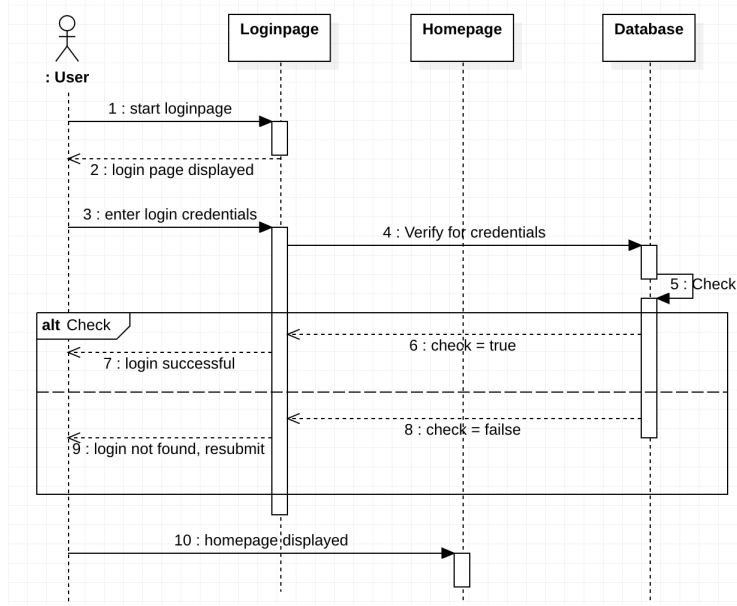 Loginpage
Homepage
Database
: User
1 : start loginpage
2 : login page displayed
3 : enter login credentials
4 : Verify for credentials
5 : Check
alt Check
6 : check = true
7 : login successful
8 : check = failse
9 : login not found, resubmit
10 : homepage displayed